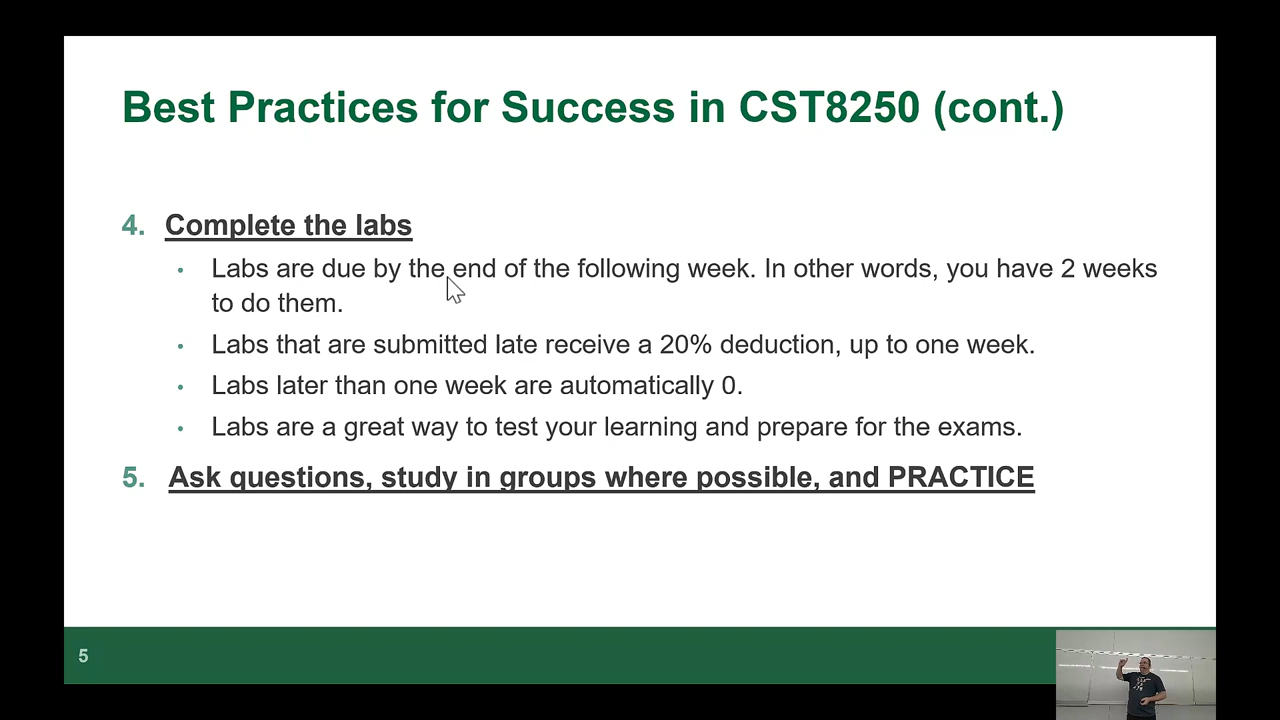 Best Practices for Success in CST8250 (cont.)
4. Complete the labs
• Labs are due by the end of the following week. In other words, you have 2 weeks
to do them.
• Labs that are submitted late receive a 20% deduction, up to one week.
• Labs later than one week are automatically 0.
• Labs are a great way to test your learning and prepare for the exams.
5. Ask questions, study in groups where possible, and PRACTICE
5